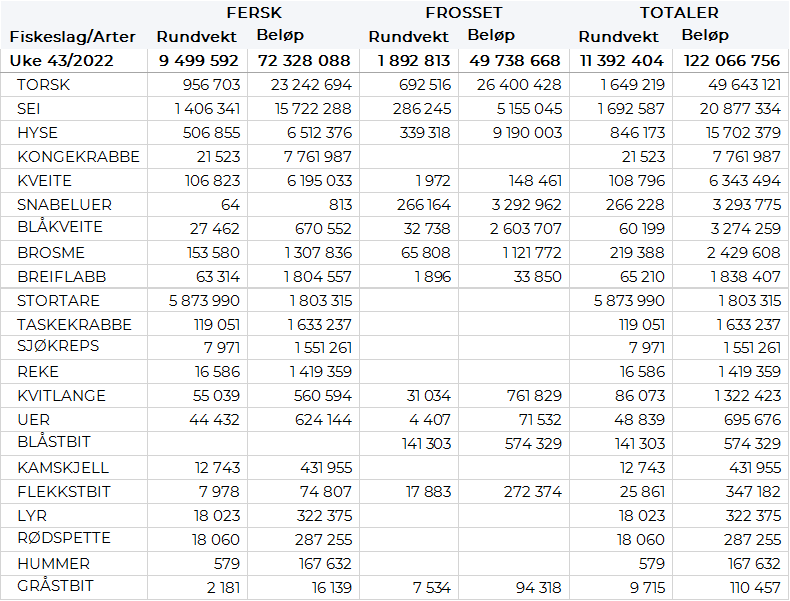 FERSK FROSSET TOTALER
Fiskeslag/Arter Rundvekt Beløp Rundvekt Beløp Rundvekt Beløp
Uke 43/2022 9 499 592 72 328 088 1 892 813 49 738 668 11 392 404 122 066 756
TORSK 956 703 23 242 694 692 516 26 400 428 1 649 219 49 643 121
SEI 1 406 341 15 722 288 286 245 5 155 045 1 692 587 20 877 334
HYSE 506 855 6 512 376 339 318 9 190 003 846 173 15 702 379
KONGEKRABBE 21 523 7 761 987 21 523 7 761 987
KVEITE 106 823 6 195 033 1 972 148 461 108 796 6 343 494
SNABELUER 64 813 266 164 3 292 962 266 228 3 293 775
BLÅKVEITE 27 462 670 552 32 738 2 603 707 60 199 3 274 259
BROSME 153 580 1 307 836 65 808 1 121 772 219 388 2 429 608
BREIFLABB 63 314 1 804 557 1 896 33 850 65 210 1 838 407
STORTARE 5 873 990 1 803 315 5 873 990 1 803 315
TASKEKRABBE 119 051 1 633 237 119 051 1 633 237
SJØKREPS 7 971 1 551 261 7 971 1 551 261
REKE 16 586 1 419 359 16 586 1 419 359
KVITLANGE 55 039 560 594 31 034 761 829 86 073 1 322 423
UER 44 432 624 144 4 407 71 532 48 839 695 676
BLÅSTBIT 141 303 574 329 141 303 574 329
KAMSKJELL 12 743 431 955 12 743 431 955
FLEKKSTBIT 7 978 74 807 17 883 272 374 25 861 347 182
LYR 18 023 322 375 18 023 322 375
RØDSPETTE 18 060 287 255 18 060 287 255
HUMMER 579 167 632 579 167 632
GRÅSTBIT 2 181 16 139 7 534 94 318 9 715 110 457